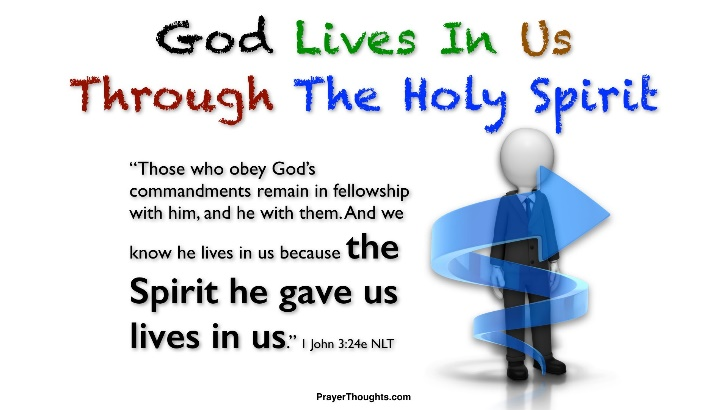 God Lives In Us
Through The Holy Spirit
“Those who obey God’s
commandments remain in fellowship
with him, and he with them. And we
know he lives in us because the
Spirit he gave us
lives in us.” 1 John 3:24e NLT
PrayerThoughts.com